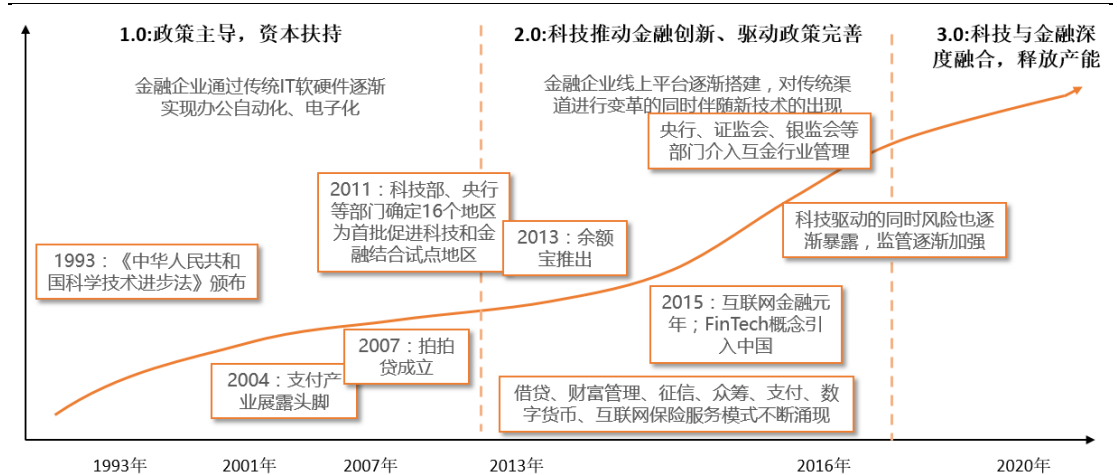 1.0:政策主导，资本扶持
金融企业通过传统IT软硬件逐渐
实现办公自动化、电子化
2.0:科技推动金融创新、驱动政策完善
金融企业线上平台逐渐搭建，对传统渠
道进行变革的同时伴随新技术的出现
3.0:科技与金融深
度融合，释放产能
央行、证监会、银监会等
部门介入互金行业管理
2011：科技部、央行
等部门确定16个地区
为首批促进科技和金
融结合试点地区
2013：余额
宝推出
科技驱动的同时风险也逐
渐暴露，监管逐渐加强
1993：《中华人民共和
国科学技术进步法》颁布
2015：互联网金融元
年；FinTech概念引
入中国
2007：拍拍
贷成立
2004：支付产
业展露头脚
借贷、财富管理、征信、众筹、支付、数
字货币、互联网保险服务模式不断涌现
1993年
2001年
2007年
2013年
2016年
2020年